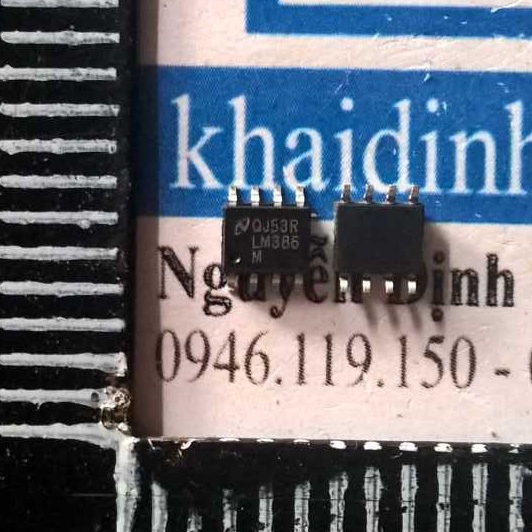 khaidinh
QJ53R
LM386
M
Nguyễn Định
0946.119.150 -